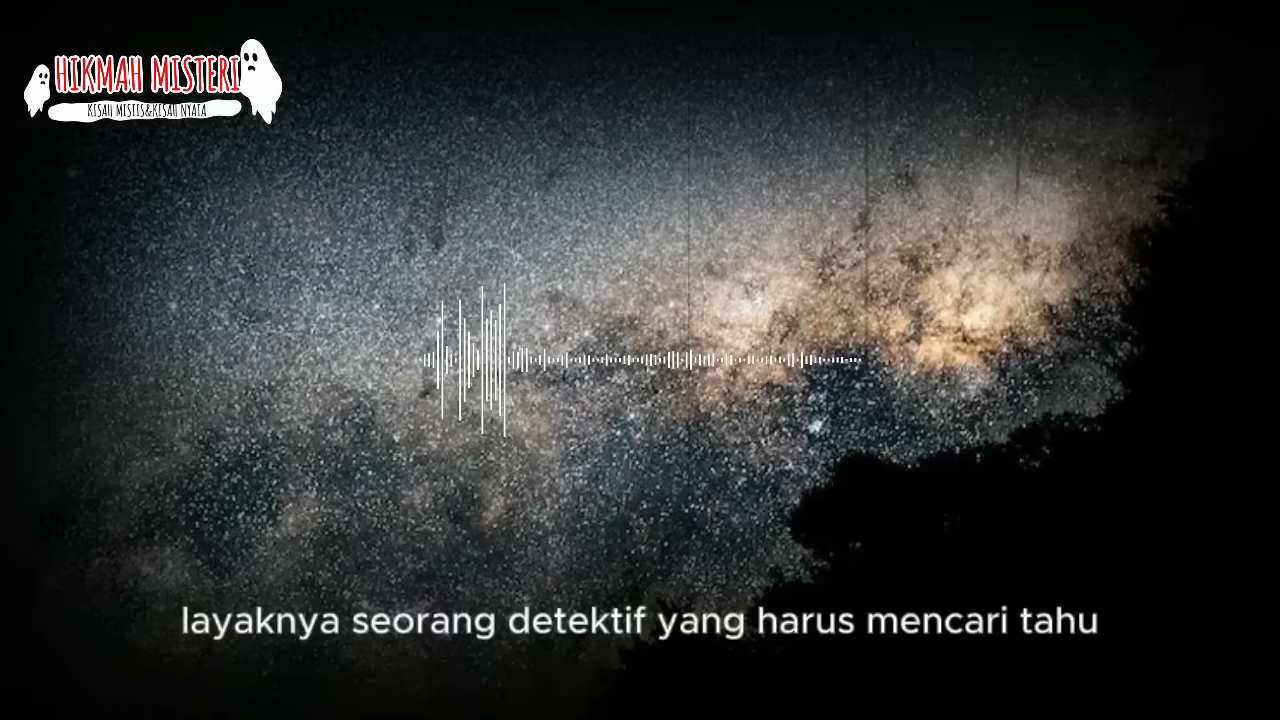 HIKMAH MISTERI
KISAH MISTIS&KISAH NYATA
layaknya seorang detektif yang harus mencari tahu